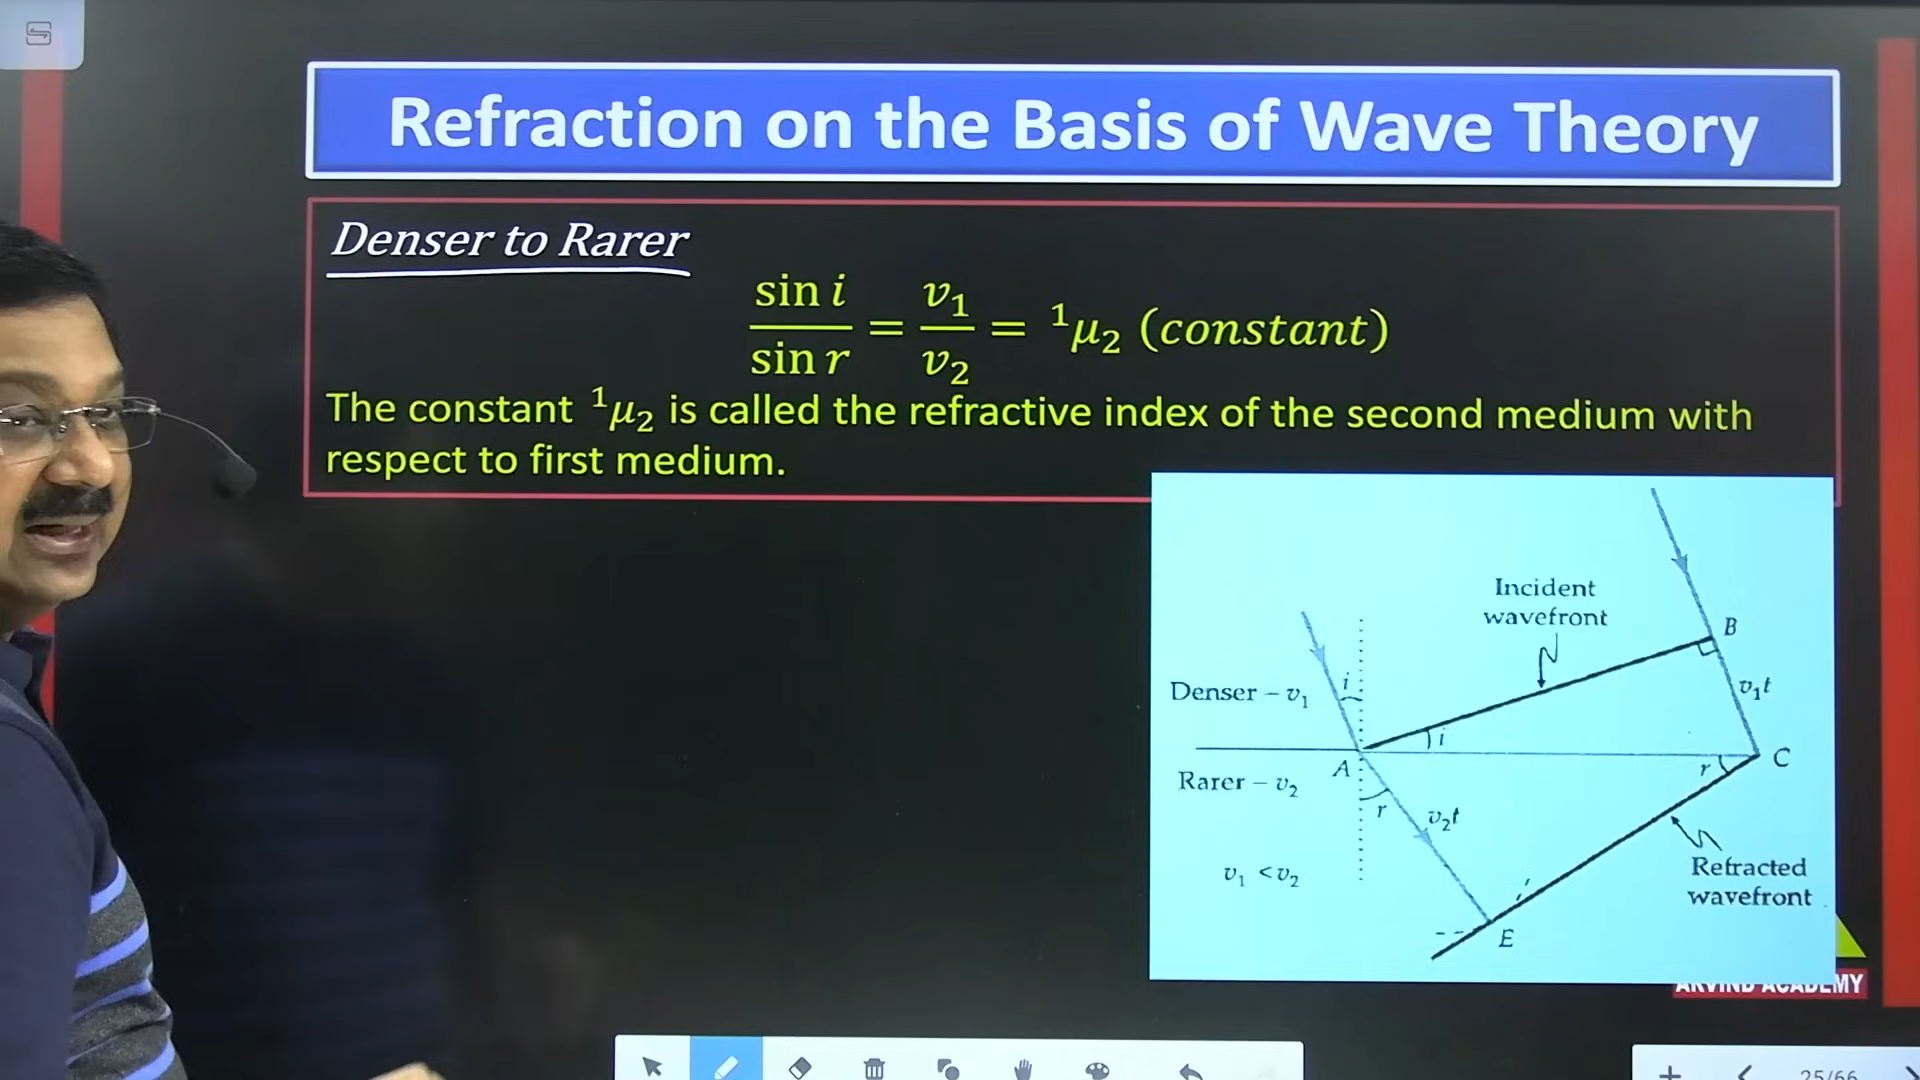 Refraction on the Basis of Wave Theory
Denser to Rarer
sin i / sin r = v₁ / v₂ = ¹μ₂ (constant)
The constant ¹μ₂ is called the refractive index of the second medium with
respect to first medium.
Incident
wavefront
B
i
Denser – v₁
v₁t
i
A
C
r
Rarer – v₂
r
v₂t
v₁ < v₂
Refracted
wavefront
E
ARVIND ACADEMY
25/66